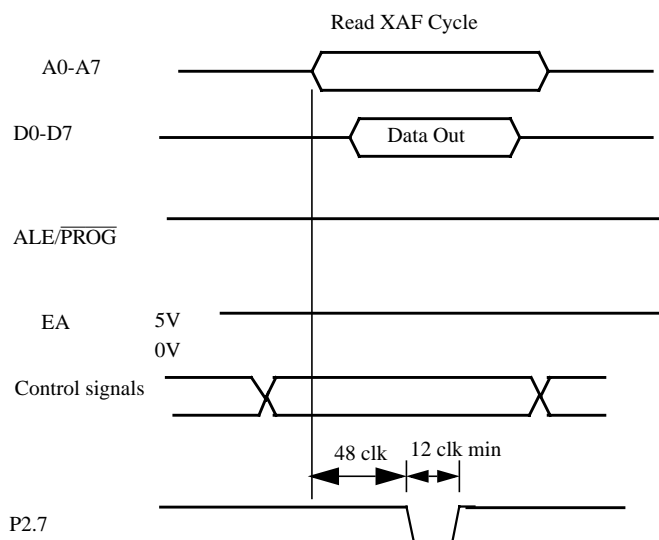 Read XAF Cycle
A0-A7
D0-D7
Data Out
ALE/PROG
EA
5V
0V
Control signals
48 clk
12 clk min
P2.7